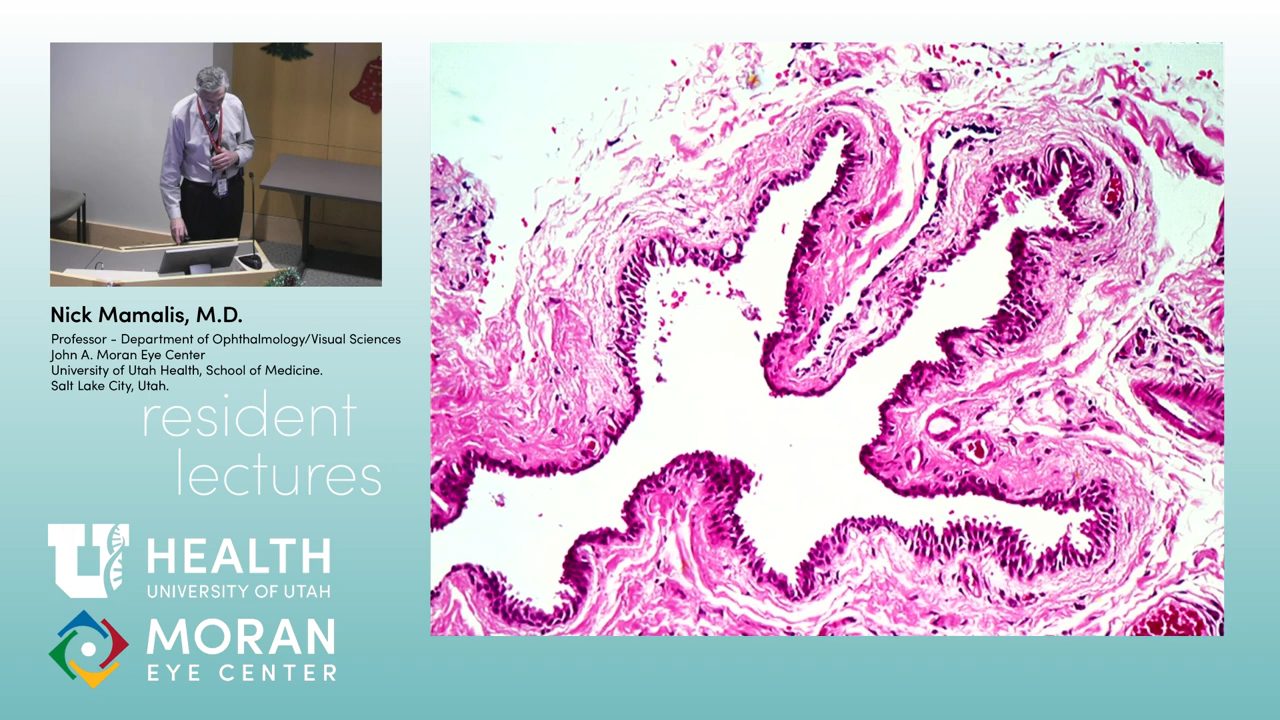 Nick Mamalis, M.D.
Professor - Department of Ophthalmology/Visual Sciences
John A. Moran Eye Center
University of Utah Health, School of Medicine.
Salt Lake City, Utah.
resident
lectures
U HEALTH
UNIVERSITY OF UTAH
MORAN
EYE CENTER